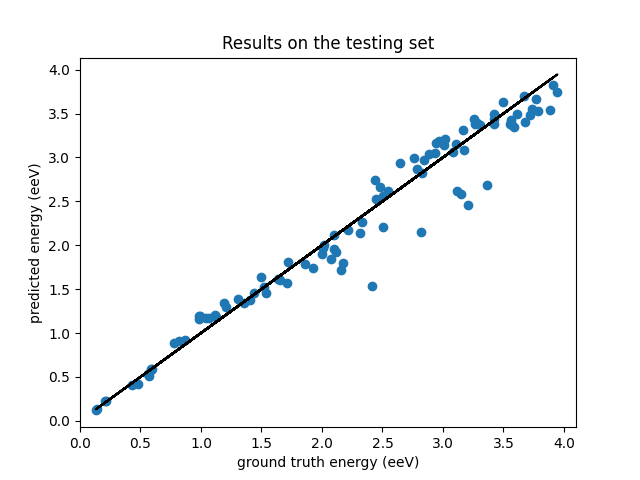 Results on the testing set
predicted energy (eeV)
4.0
3.5
3.0
2.5
2.0
1.5
1.0
0.5
0.0
0.0 0.5 1.0 1.5 2.0 2.5 3.0 3.5 4.0
ground truth energy (eeV)